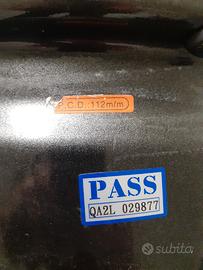 P.C.D.:112m/m
PASS
QA2L 029877
subito